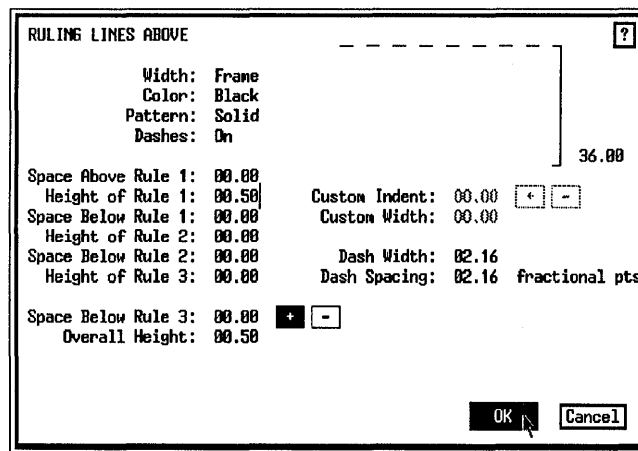 RULING LINES ABOVE ?
Width: Frame
Color: Black
Pattern: Solid
Dashes: On
36.00
Space Above Rule 1: 00.00
Height of Rule 1: 00.50 Custom Indent: 00.00 + -
Space Below Rule 1: 00.00 Custom Width: 00.00
Height of Rule 2: 00.00
Space Below Rule 2: 00.00 Dash Width: 02.16
Height of Rule 3: 00.00 Dash Spacing: 02.16 fractional pts
Space Below Rule 3: 00.00 + -
Overall Height: 00.50
OK Cancel